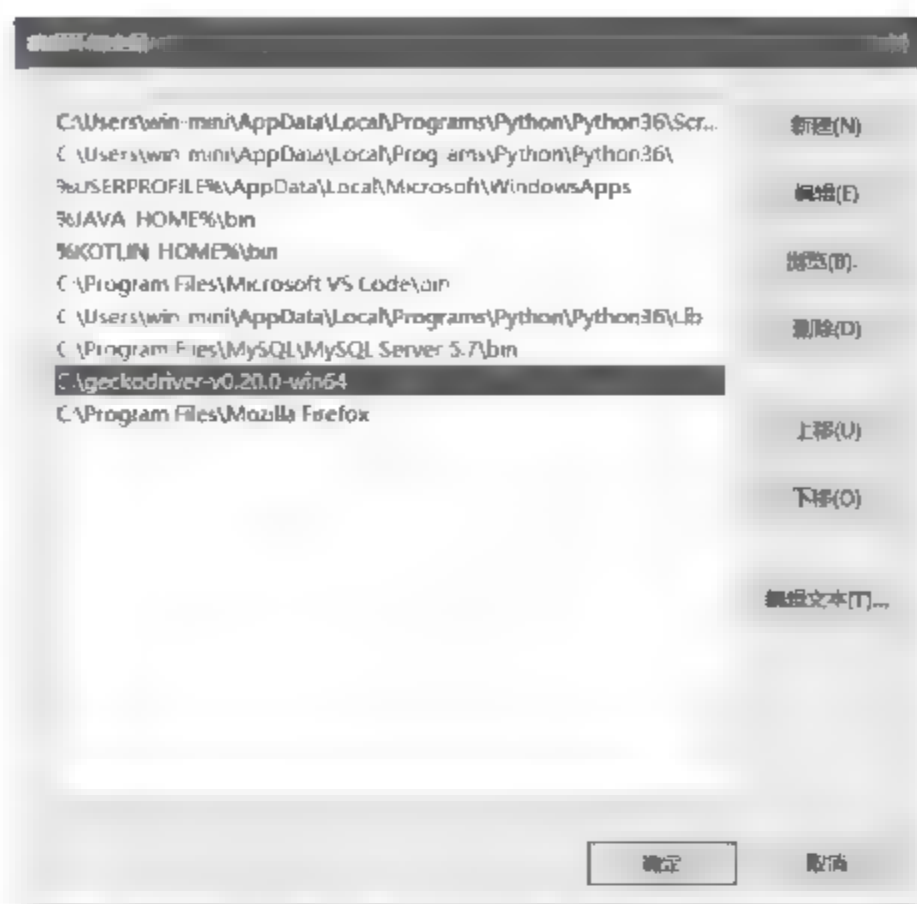 C:\Users\win-mini\AppData\Local\Programs\Python\Python36\Scr...
C:\Users\win-mini\AppData\Local\Programs\Python\Python36\
%USERPROFILE%\AppData\Local\Microsoft\WindowsApps
%JAVA_HOME%\bin
%KOTLIN_HOME%\bin
C:\Program Files\Microsoft VS Code\bin
C:\Users\win-mini\AppData\Local\Programs\Python\Python36\Lib
C:\Program Files\MySQL\MySQL Server 5.7\bin
C:\geckodriver-v0.20.0-win64
C:\Program Files\Mozilla Firefox
新建(N)
编辑(E)
浏览(B)...
删除(D)
上移(U)
下移(O)
编辑文本(T)...
确定
取消